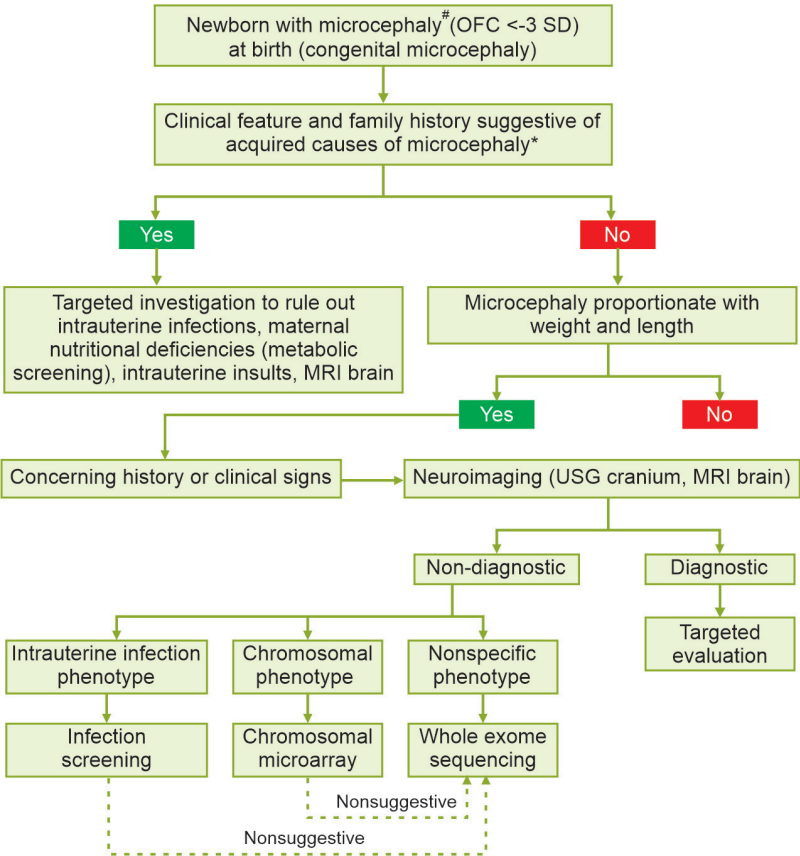 Newborn with microcephaly#(OFC <-3 SD)
at birth (congenital microcephaly)
Clinical feature and family history suggestive of
acquired causes of microcephaly*
Yes
No
Targeted investigation to rule out
intrauterine infections, maternal
nutritional deficiencies (metabolic
screening), intrauterine insults, MRI brain
Microcephaly proportionate with
weight and length
Yes
No
Concerning history or clinical signs
Neuroimaging (USG cranium, MRI brain)
Non-diagnostic
Diagnostic
Intrauterine infection
phenotype
Chromosomal
phenotype
Nonspecific
phenotype
Targeted
evaluation
Infection
screening
Chromosomal
microarray
Whole exome
sequencing
Nonsuggestive
Nonsuggestive